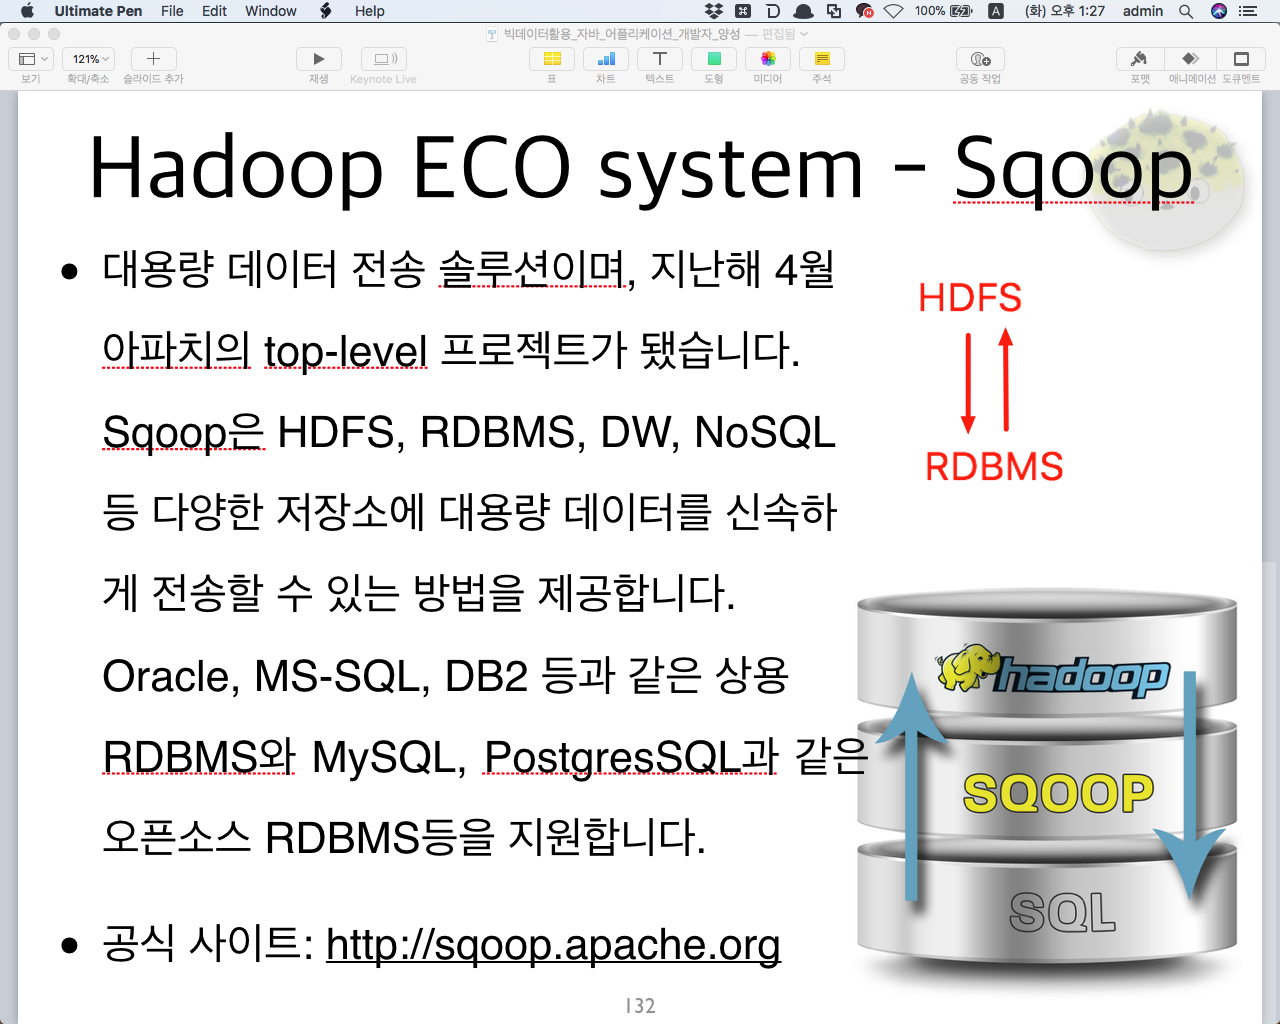 Ultimate Pen File Edit Window Help 100% A (화) 오후 1:27 admin
빅데이터활용_자바_어플리케이션_개발자_양성 — 편집됨
121%
보기 확대/축소 슬라이드 추가 재생 Keynote Live 표 차트 텍스트 도형 미디어 주석 공동 작업 포맷 애니메이션 도큐멘트
Hadoop ECO system - Sqoop
대용량 데이터 전송 솔루션이며, 지난해 4월
아파치의 top-level 프로젝트가 됐습니다.
Sqoop은 HDFS, RDBMS, DW, NoSQL
등 다양한 저장소에 대용량 데이터를 신속하
게 전송할 수 있는 방법을 제공합니다.
Oracle, MS-SQL, DB2 등과 같은 상용
RDBMS와 MySQL, PostgresSQL과 같은
오픈소스 RDBMS등을 지원합니다.
공식 사이트: http://sqoop.apache.org
HDFS
RDBMS
hadoop
SQOOP
SQL
132